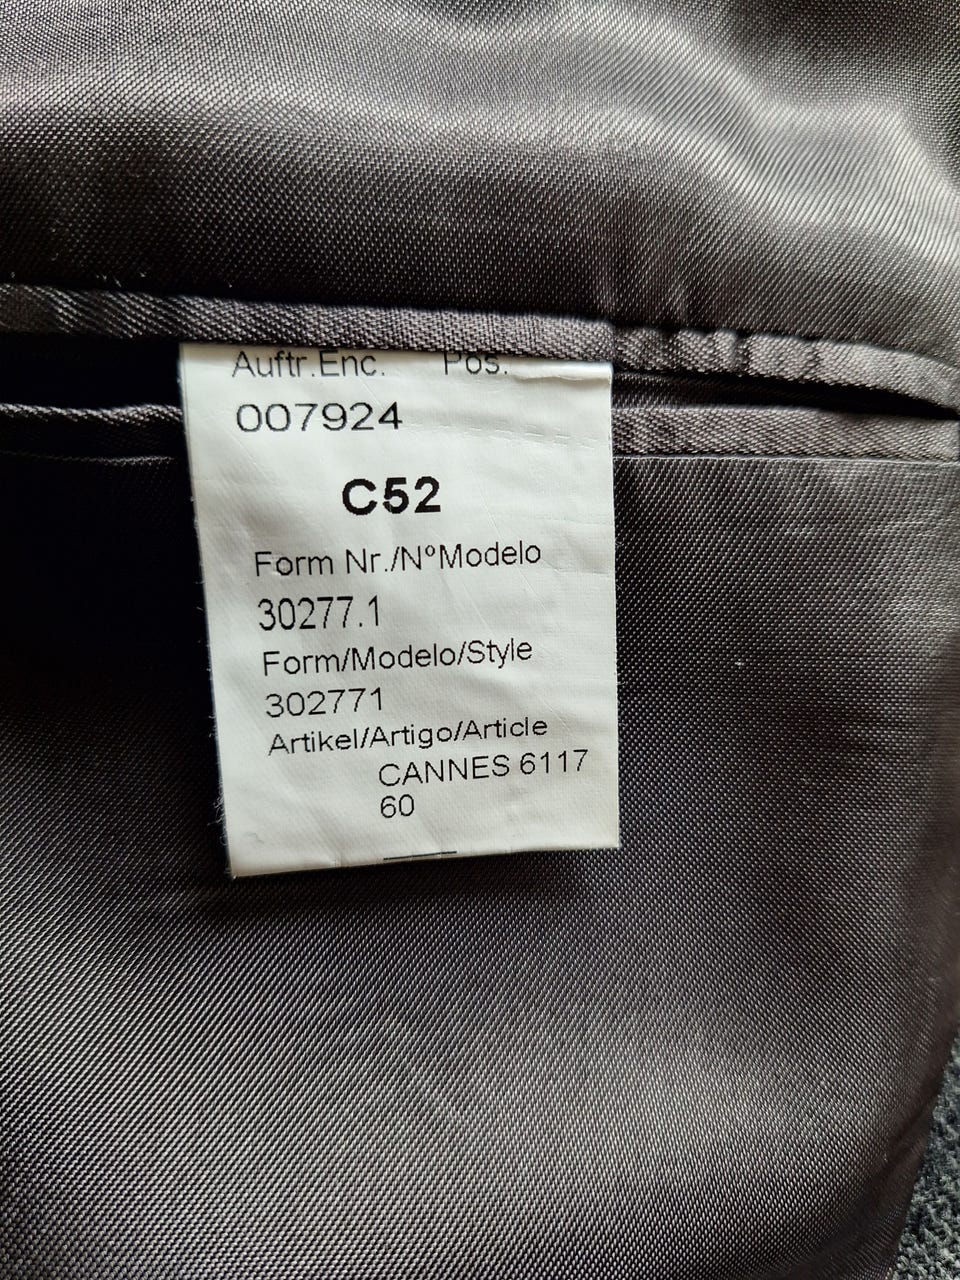 Auftr.Enc. Pos.
007924
C52
Form Nr./NºModelo
30277.1
Form/Modelo/Style
302771
Artikel/Artigo/Article
CANNES 6117
60